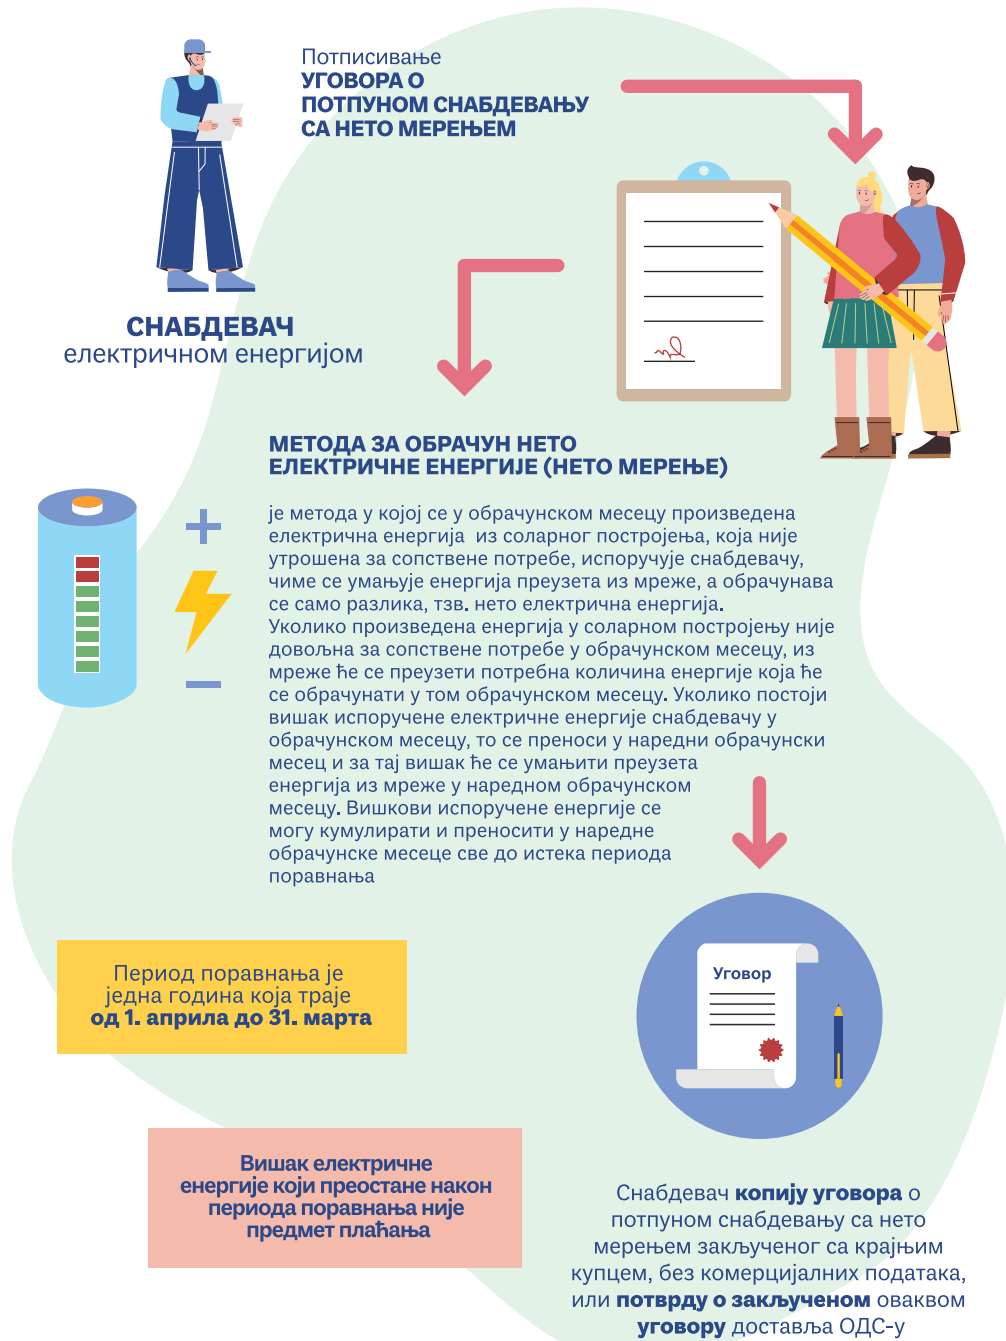 Потписивање
УГОВОРА О
ПОТПУНОМ СНАБДЕВАЊУ
СА НЕТО МЕРЕЊЕМ
СНАБДЕВАЧ
електричном енергијом
МЕТОДА ЗА ОБРАЧУН НЕТО
ЕЛЕКТРИЧНЕ ЕНЕРГИЈЕ (НЕТО МЕРЕЊЕ)
је метода у којој се у обрачунском месецу произведена
електрична енергија из соларног постројења, која није
утрошена за сопствене потребе, испоручује снабдевачу,
чиме се умањује енергија преузета из мреже, а обрачунава
се само разлика, тзв. нето електрична енергија.
Уколико произведена енергија у соларном постројењу није
довољна за сопствене потребе у обрачунском месецу, из
мреже ће се преузети потребна количина енергије која ће
се обрачунати у том обрачунском месецу. Уколико постоји
вишак испоручене електричне енергије снабдевачу у
обрачунском месецу, то се преноси у наредни обрачунски
месец и за тај вишак ће се умањити преузета
енергија из мреже у наредном обрачунском
месецу. Вишкови испоручене енергије се
могу кумулирати и преносити у наредне
обрачунске месеце све до истека периода
поравнања
Период поравнања је
једна година која траје
од 1. априла до 31. марта
Уговор
Вишак електричне
енергије који преостане након
периода поравнања није
предмет плаћања
Снабдевач копију уговора о
потпуном снабдевању са нето
мерењем закљученог са крајњим
купцем, без комерцијалних података,
или потврду о закљученом оваквом
уговору доставља ОДС-у